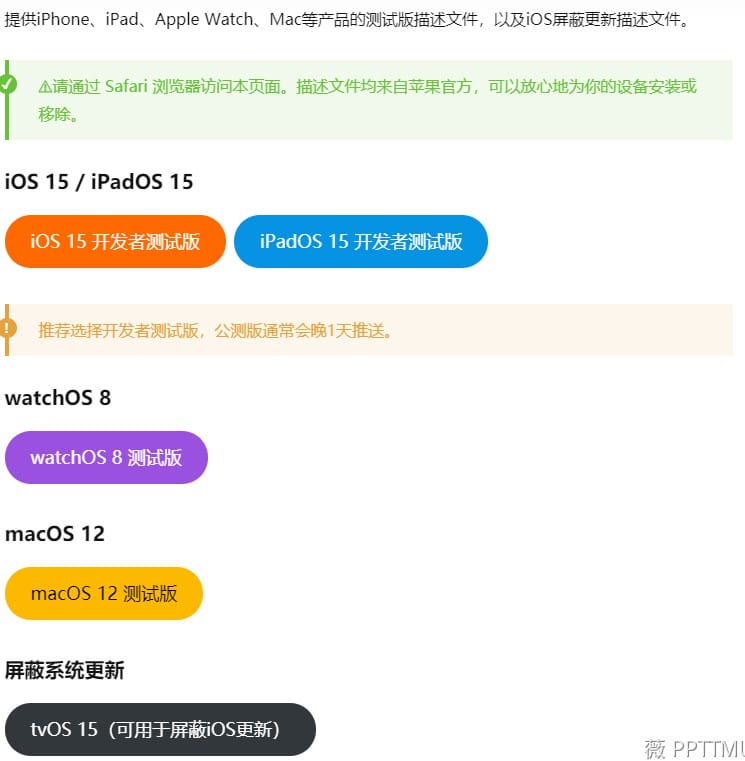 提供iPhone、iPad、Apple Watch、Mac等产品的测试版描述文件，以及iOS屏蔽更新描述文件。
⚠请通过 Safari 浏览器访问本页面。描述文件均来自苹果官方，可以放心地为你的设备安装或
移除。
iOS 15 / iPadOS 15
iOS 15 开发者测试版 iPadOS 15 开发者测试版
推荐选择开发者测试版，公测版通常会晚1天推送。
watchOS 8
watchOS 8 测试版
macOS 12
macOS 12 测试版
屏蔽系统更新
tvOS 15（可用于屏蔽iOS更新）
薇 PPTTMU